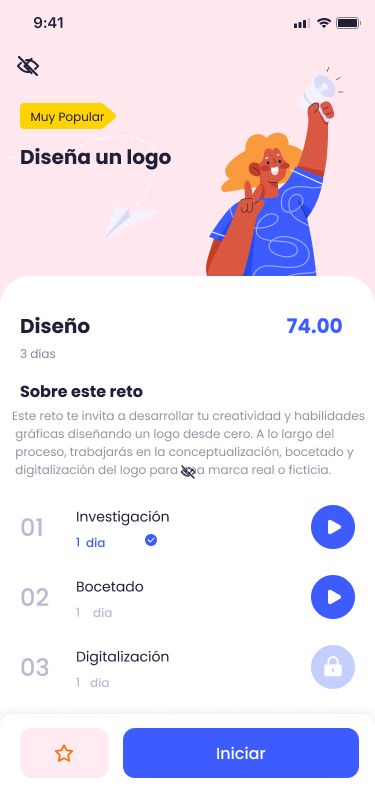 9:41
Muy Popular
Diseña un logo
Diseño
74.00
3 días
Sobre este reto
Este reto te invita a desarrollar tu creatividad y habilidades
gráficas diseñando un logo desde cero. A lo largo del
proceso, trabajarás en la conceptualización, bocetado y
digitalización del logo para una marca real o ficticia.
01
Investigación
1 dia
02
Bocetado
1 dia
03
Digitalización
1 dia
Iniciar